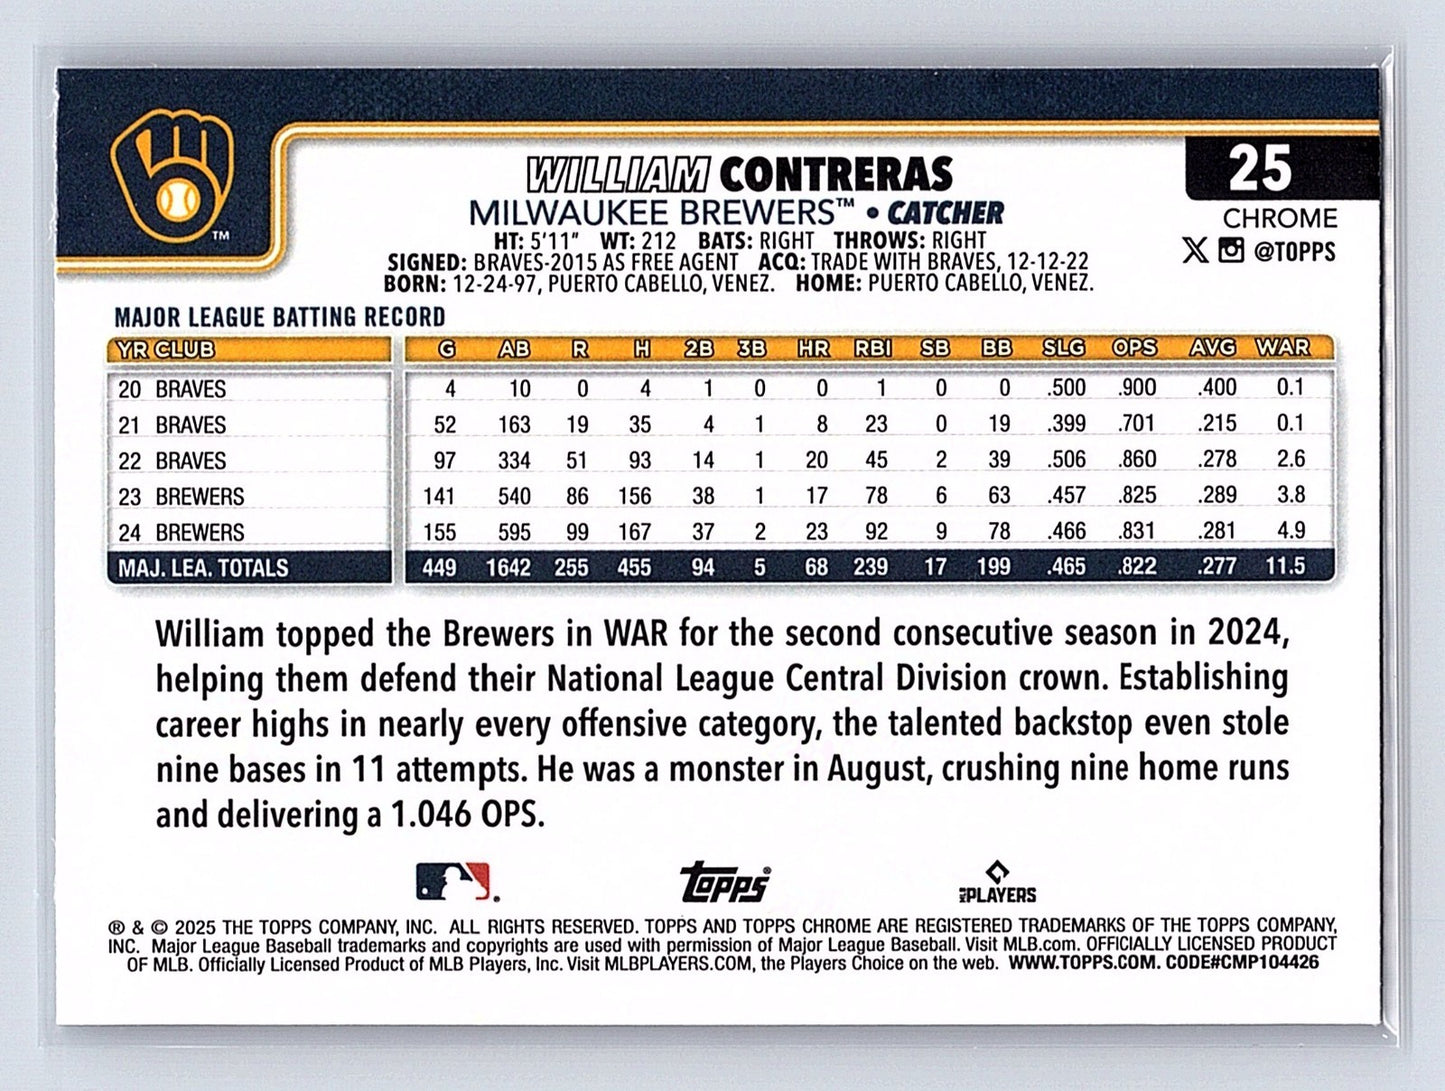 WILLIAM CONTRERAS
25
MILWAUKEE BREWERS™ • CATCHER
CHROME
HT: 5'11" WT: 212 BATS: RIGHT THROWS: RIGHT
@TOPPS
SIGNED: BRAVES-2015 AS FREE AGENT ACQ: TRADE WITH BRAVES, 12-12-22
BORN: 12-24-97, PUERTO CABELLO, VENEZ. HOME: PUERTO CABELLO, VENEZ.
TM
MAJOR LEAGUE BATTING RECORD
YR CLUB G AB R H 2B 3B HR RBI SB BB SLG OPS AVG WAR
20 BRAVES 4 10 0 4 1 0 0 1 0 0 .500 .900 .400 0.1
21 BRAVES 52 163 19 35 4 1 8 23 0 19 .399 .701 .215 0.1
22 BRAVES 97 334 51 93 14 1 20 45 2 39 .506 .860 .278 2.6
23 BREWERS 141 540 86 156 38 1 17 78 6 63 .457 .825 .289 3.8
24 BREWERS 155 595 99 167 37 2 23 92 9 78 .466 .831 .281 4.9
MAJ. LEA. TOTALS 449 1642 255 455 94 5 68 239 17 199 .465 .822 .277 11.5
William topped the Brewers in WAR for the second consecutive season in 2024,
helping them defend their National League Central Division crown. Establishing
career highs in nearly every offensive category, the talented backstop even stole
nine bases in 11 attempts. He was a monster in August, crushing nine home runs
and delivering a 1.046 OPS.
Topps® MLB PLAYERS
® & © 2025 THE TOPPS COMPANY, INC. ALL RIGHTS RESERVED. TOPPS AND TOPPS CHROME ARE REGISTERED TRADEMARKS OF THE TOPPS COMPANY,
INC. Major League Baseball trademarks and copyrights are used with permission of Major League Baseball. Visit MLB.com. OFFICIALLY LICENSED PRODUCT
OF MLB. Officially Licensed Product of MLB Players, Inc. Visit MLBPLAYERS.COM, the Players Choice on the web. WWW.TOPPS.COM. CODE#CMP104426